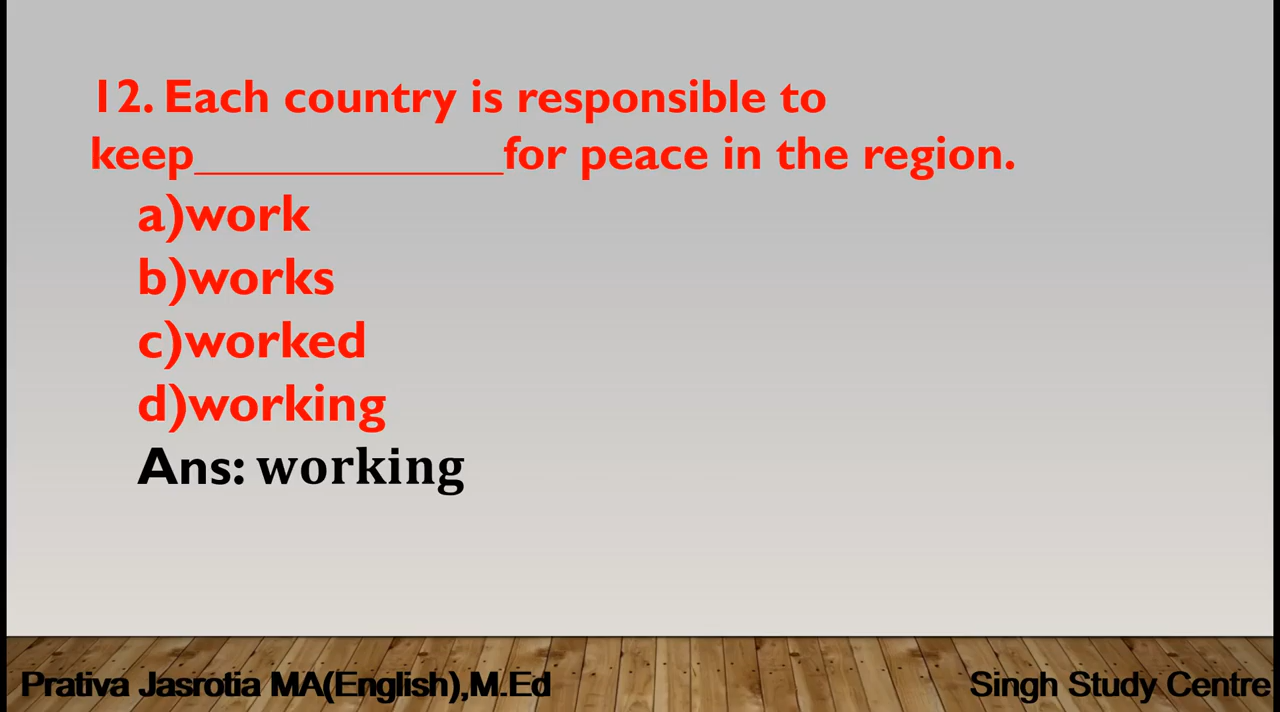 12. Each country is responsible to
keep____________for peace in the region.
a)work
b)works
c)worked
d)working
Ans: working
Prativa Jasrotia MA(English),M.Ed
Singh Study Centre